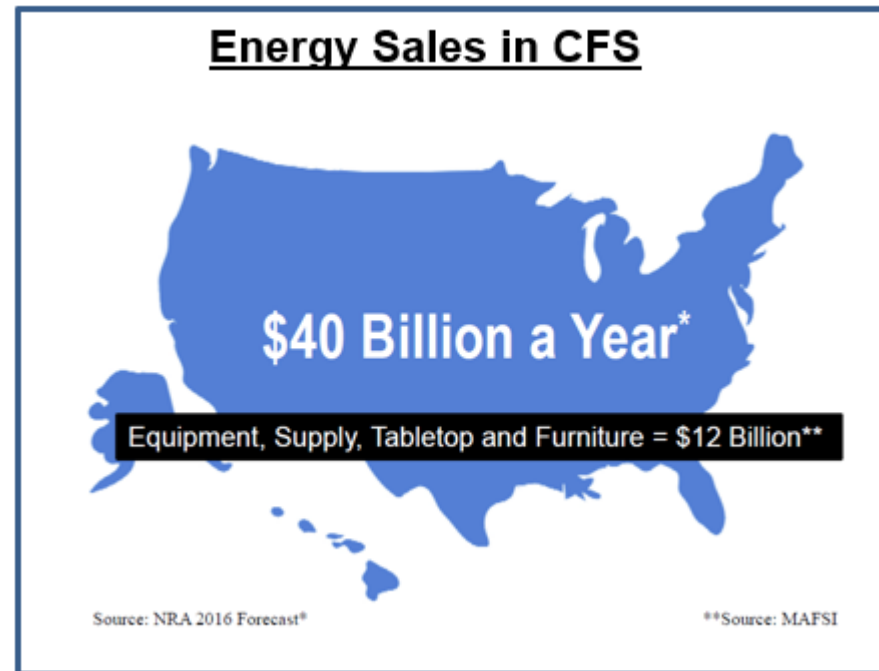 Energy Sales in CFS
$40 Billion a Year*
Equipment, Supply, Tabletop and Furniture = $12 Billion**
Source: NRA 2016 Forecast*
**Source: MAFSI